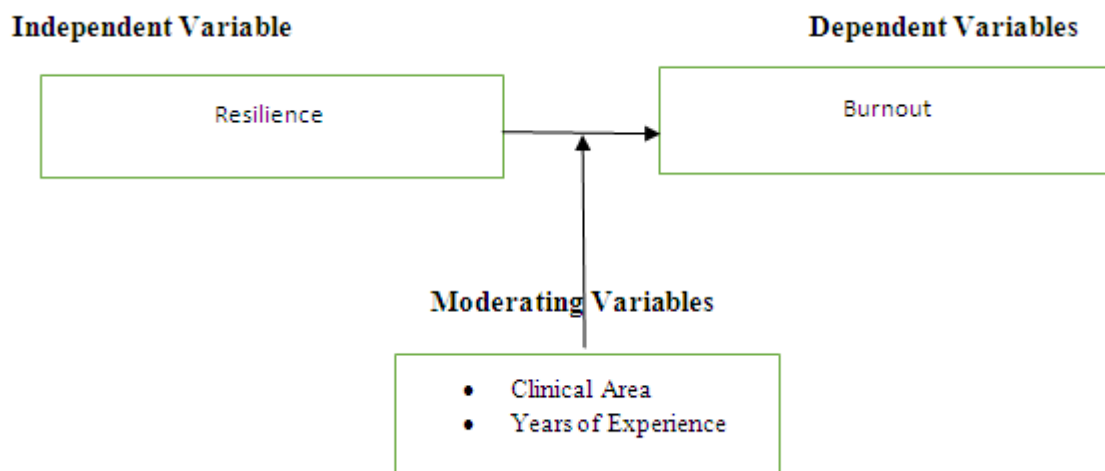 Independent Variable
Dependent Variables
Resilience
Burnout
Moderating Variables
• Clinical Area
• Years of Experience